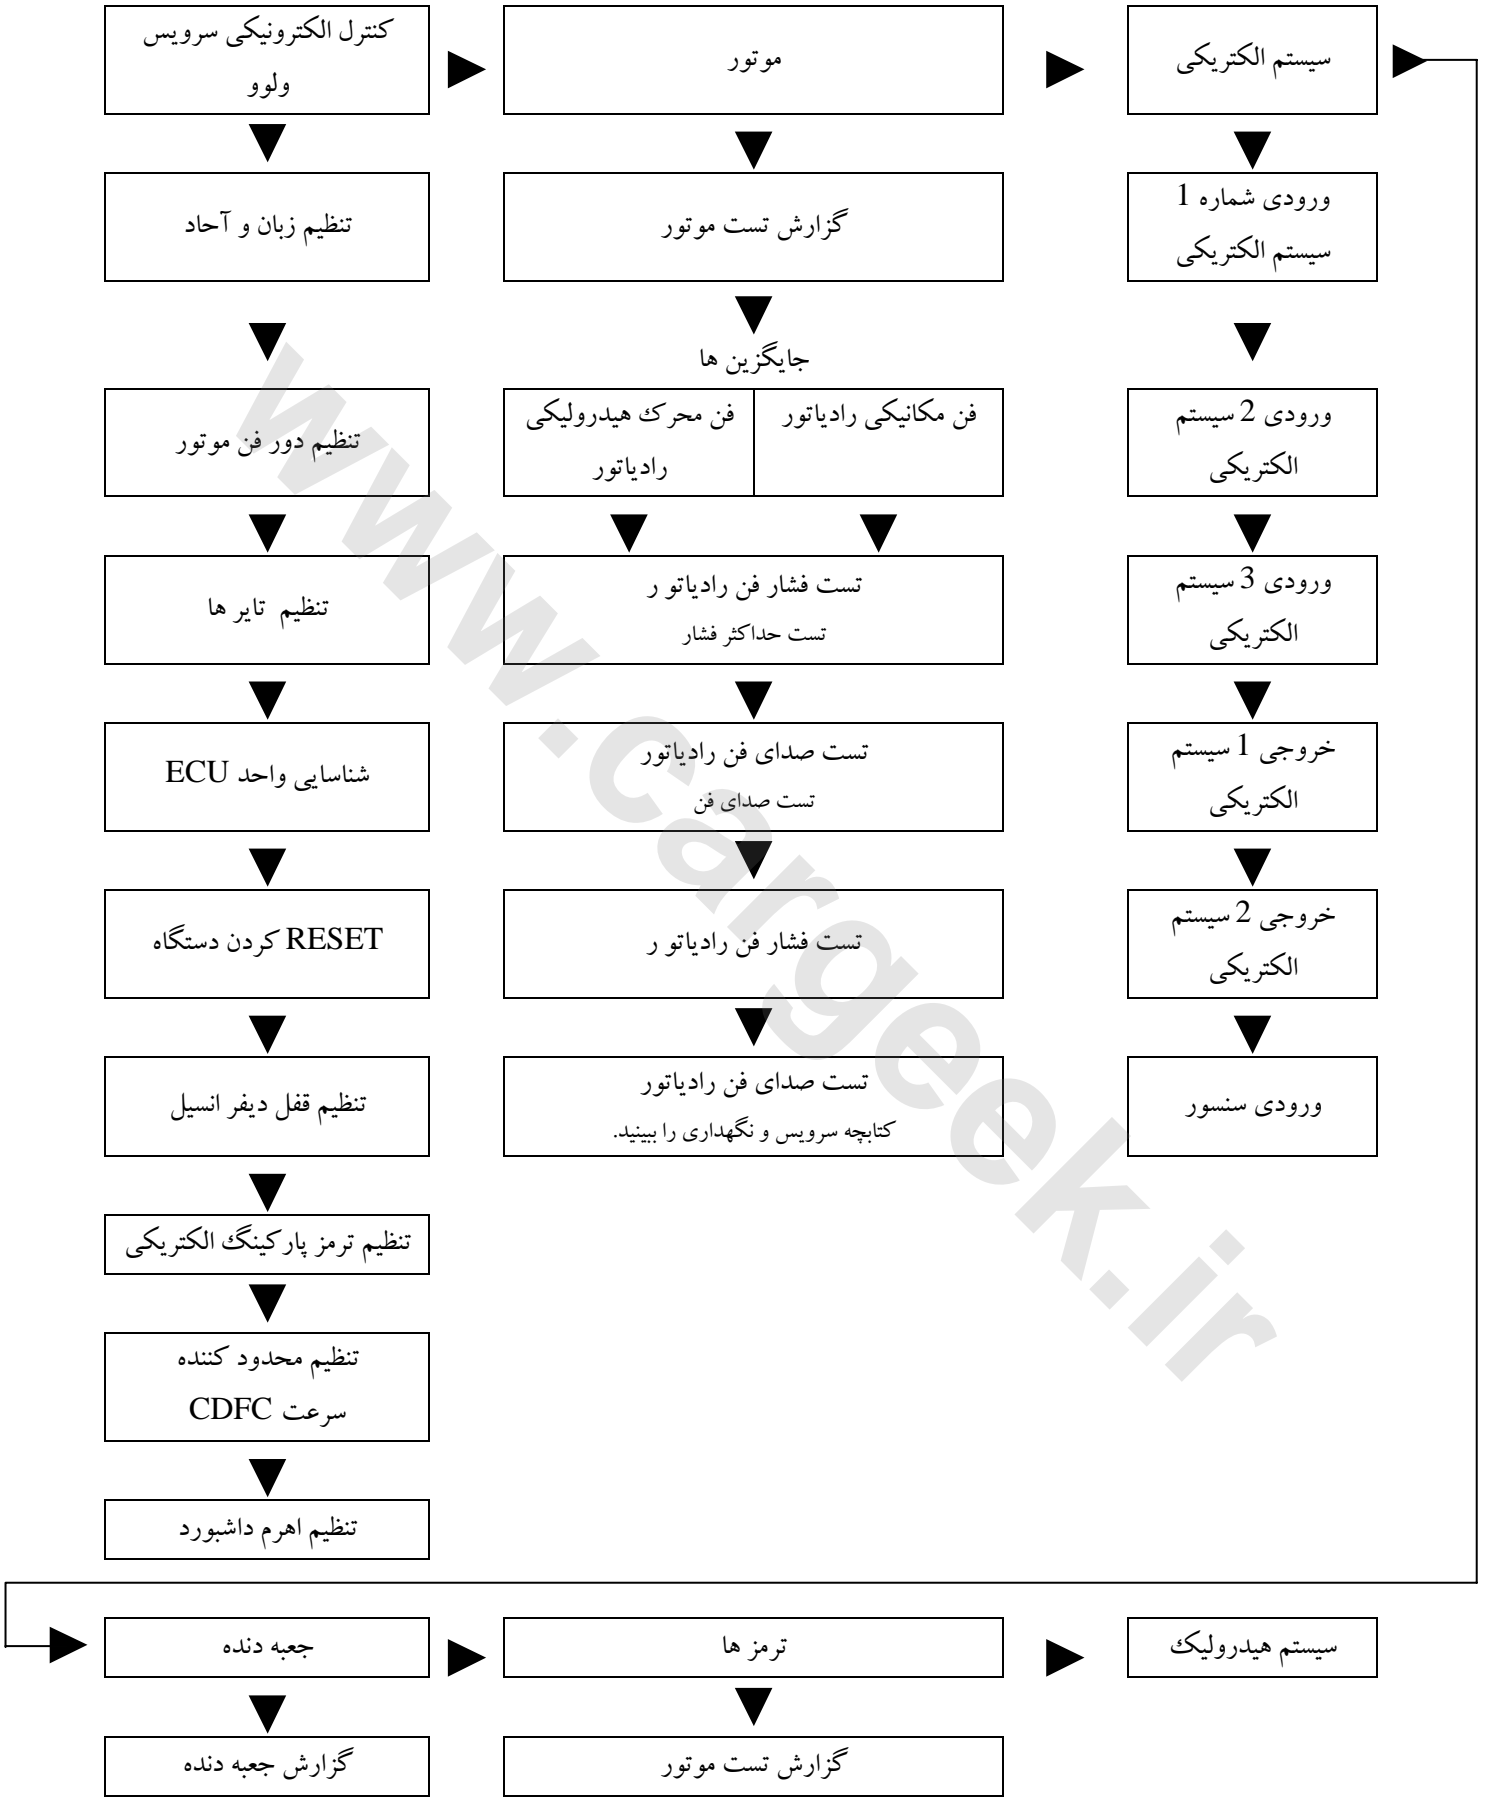 کنترل الکترونیکی سرویس
ولوو
موتور
سیستم الکتریکی
تنظیم زبان و آحاد
گزارش تست موتور
ورودی شماره 1
سیستم الکتریکی
جایگزین ها
تنظیم دور فن موتور
فن محرک هیدرولیکی
رادیاتور
فن مکانیکی رادیاتور
ورودی 2 سیستم
الکتریکی
تنظیم تایر ها
تست فشار فن رادیاتو ر
تست حداکثر فشار
ورودی 3 سیستم
الکتریکی
شناسایی واحد ECU
تست صدای فن رادیاتور
تست صدای فن
خروجی 1 سیستم
الکتریکی
RESET کردن دستگاه
تست فشار فن رادیاتو ر
خروجی 2 سیستم
الکتریکی
تنظیم قفل دیفر انسیل
تست صدای فن رادیاتور
کتابچه سرویس و نگهداری را ببینید.
ورودی سنسور
تنظیم ترمز پارکینگ الکتریکی
تنظیم محدود کننده
سرعت CDFC
تنظیم اهرم داشبورد
جعبه دنده
ترمز ها
سیستم هیدرولیک
گزارش جعبه دنده
گزارش تست موتور
www.cargeek.ir